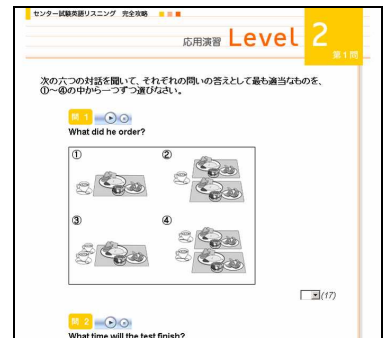 センター試験英語リスニング 完全攻略
応用演習 Level 2
第1問
次の六つの対話を聞いて、それぞれの問いの答えとして最も適当なものを、
①~④の中から一つずつ選びなさい。
問 1
What did he order?
① ②
③ ④
(17)
問 2
What time will the test finish?